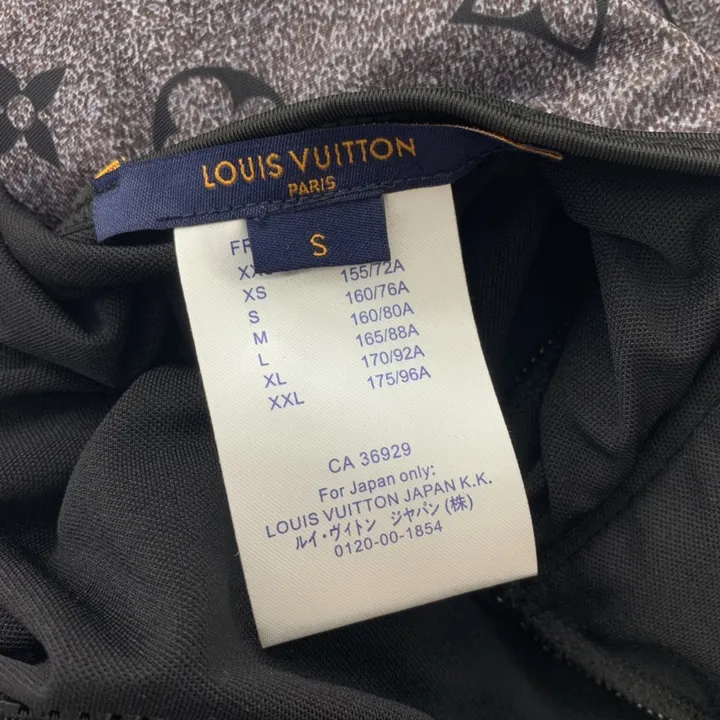 LOUIS VUITTON
PARIS
S
FR
XXS 155/72A
XS 160/76A
S 160/80A
M 165/88A
L 170/92A
XL 175/96A
XXL
CA 36929
For Japan only:
LOUIS VUITTON JAPAN K.K.
ルイ・ヴィトン ジャパン(株)
0120-00-1854